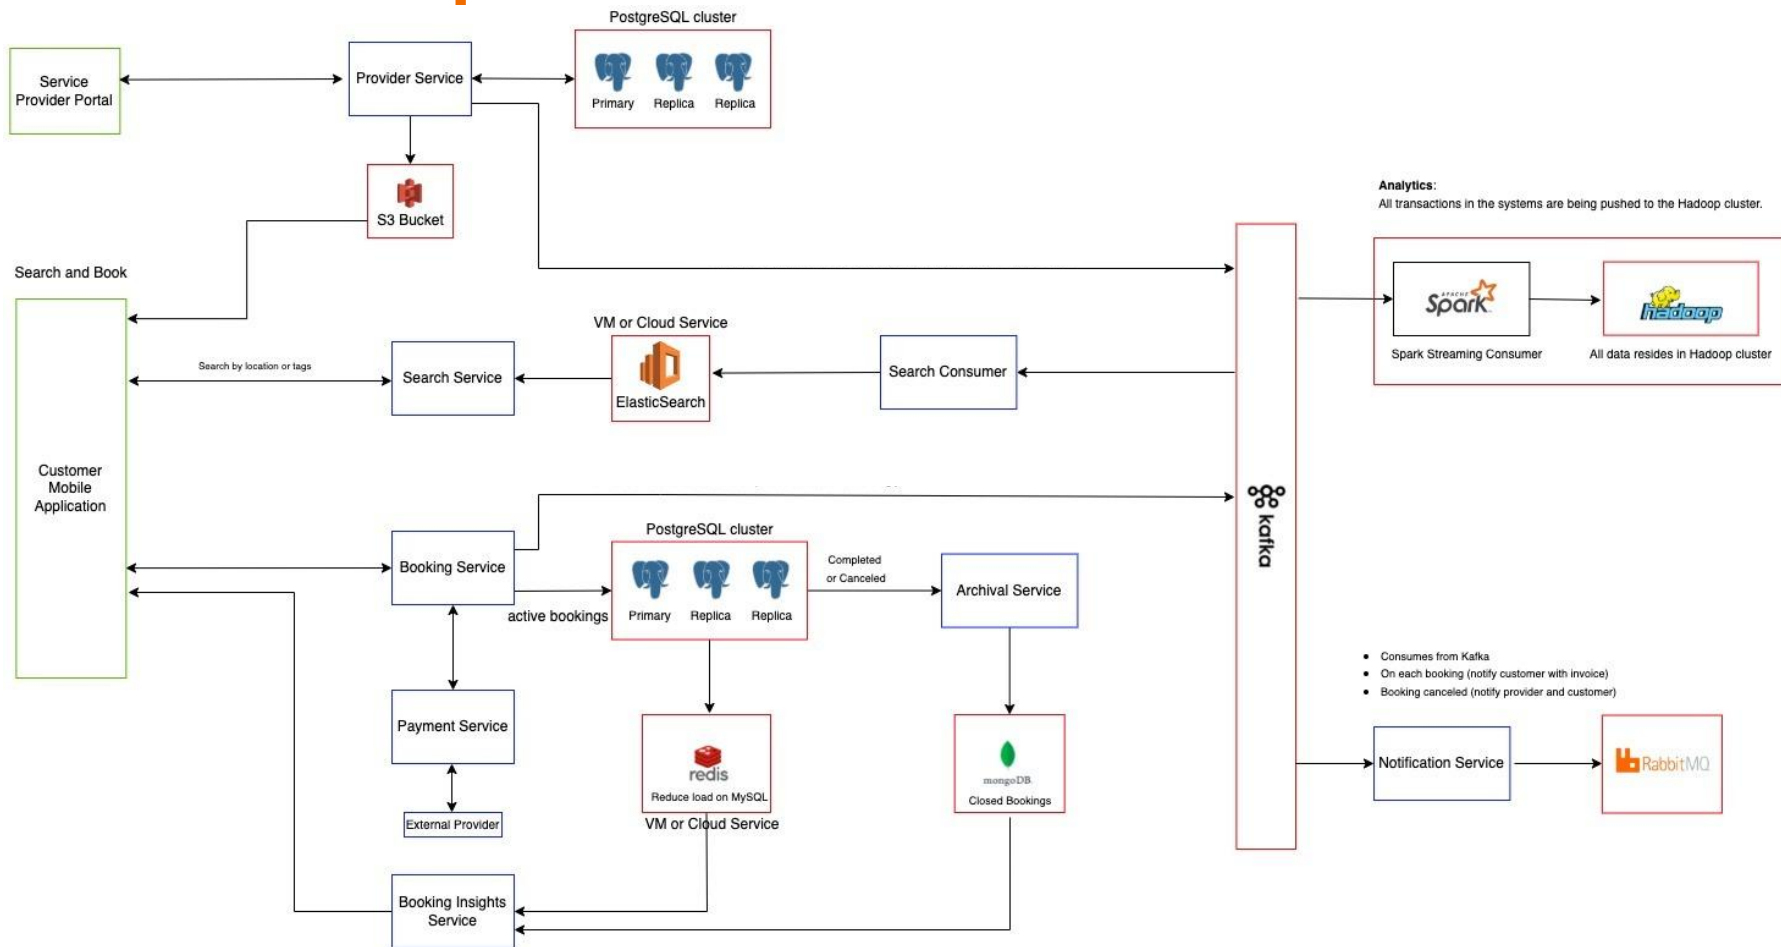 PostgreSQL cluster
Service
Provider Portal
Provider Service
Primary
Replica
Replica
S3 Bucket
Analytics:
All transactions in the systems are being pushed to the Hadoop cluster.
APACHE
Spark
hadoop
Spark Streaming Consumer
All data resides in Hadoop cluster
Search and Book
VM or Cloud Service
Search by location or tags
Search Service
ElasticSearch
Search Consumer
Customer
Mobile
Application
kafka
PostgreSQL cluster
Booking Service
active bookings
Primary
Replica
Replica
Completed
or Canceled
Archival Service
Consumes from Kafka
On each booking (notify customer with invoice)
Booking canceled (notify provider and customer)
Payment Service
redis
Reduce load on MySQL
VM or Cloud Service
mongoDB
Closed Bookings
Notification Service
RabbitMQ
External Provider
Booking Insights
Service